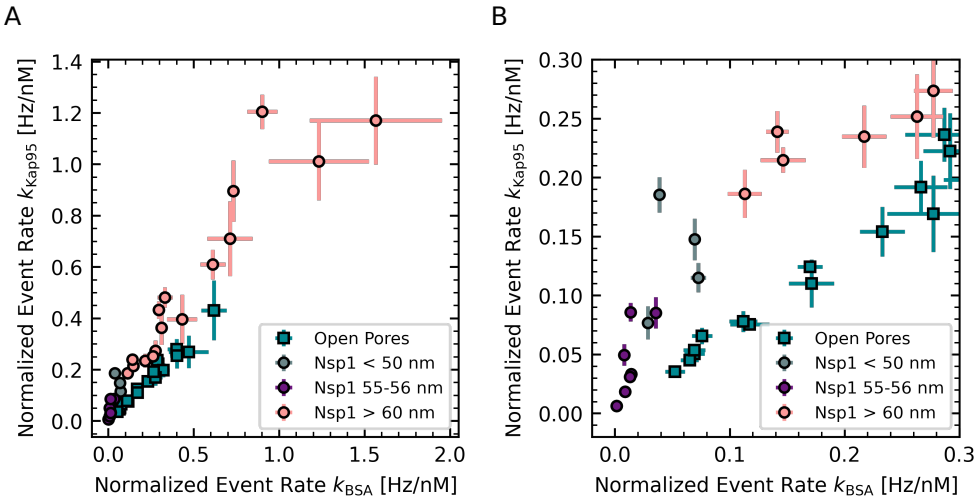 A
B
Normalized Event Rate kKap95 [Hz/nM]
1.4
1.2
1.0
0.8
0.6
0.4
0.2
0.0
0.0 0.5 1.0 1.5 2.0
Normalized Event Rate kBSA [Hz/nM]
Open Pores
Nsp1 < 50 nm
Nsp1 55-56 nm
Nsp1 > 60 nm
Normalized Event Rate kKap95 [Hz/nM]
0.30
0.25
0.20
0.15
0.10
0.05
0.00
0.0 0.1 0.2 0.3
Normalized Event Rate kBSA [Hz/nM]
Open Pores
Nsp1 < 50 nm
Nsp1 55-56 nm
Nsp1 > 60 nm